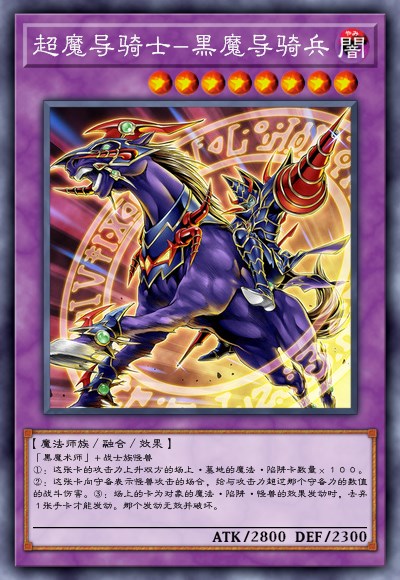 超魔导骑士-黑魔导骑兵
やみ
闇
【魔法师族/融合/效果】
「黑魔术师」+战士族怪兽
①：这张卡的攻击力上升双方的场上·墓地的魔法·陷阱卡数量×１００。
②：这张卡向守备表示怪兽攻击的场合，给与攻击力超过那个守备力的数值
的战斗伤害。③：场上的卡为对象的魔法·陷阱·怪兽的效果发动时，丢弃
１张手卡才能发动。那个发动无效并破坏。
ATK/2800 DEF/2300